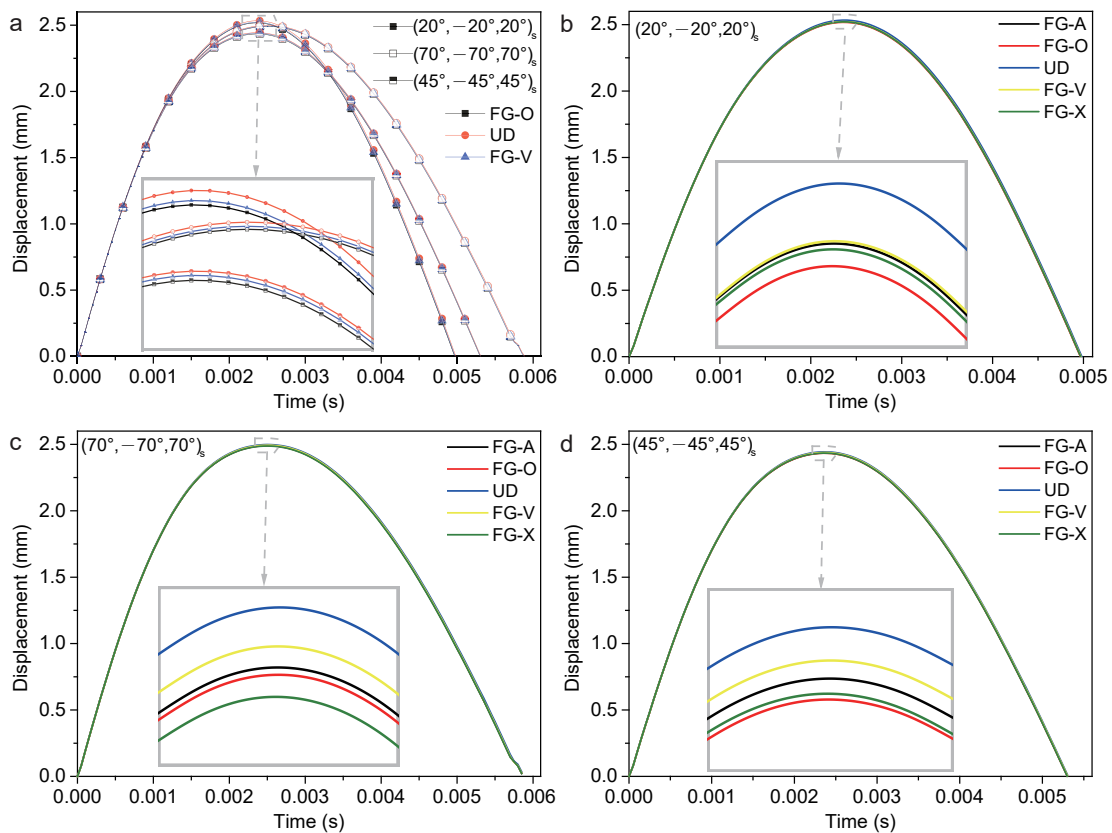 a
(20°,−20°,20°)s
(70°,−70°,70°)s
(45°,−45°,45°)s
FG-O
UD
FG-V
Displacement (mm)
2.5
2.0
1.5
1.0
0.5
0.0
0.000 0.001 0.002 0.003 0.004 0.005 0.006
Time (s)
b
(20°,−20°,20°)s
FG-A
FG-O
UD
FG-V
FG-X
Displacement (mm)
2.5
2.0
1.5
1.0
0.5
0.0
0.000 0.001 0.002 0.003 0.004 0.005
Time (s)
c
(70°,−70°,70°)s
FG-A
FG-O
UD
FG-V
FG-X
Displacement (mm)
2.5
2.0
1.5
1.0
0.5
0.0
0.000 0.001 0.002 0.003 0.004 0.005 0.006
Time (s)
d
(45°,−45°,45°)s
FG-A
FG-O
UD
FG-V
FG-X
Displacement (mm)
2.5
2.0
1.5
1.0
0.5
0.0
0.000 0.001 0.002 0.003 0.004 0.005
Time (s)